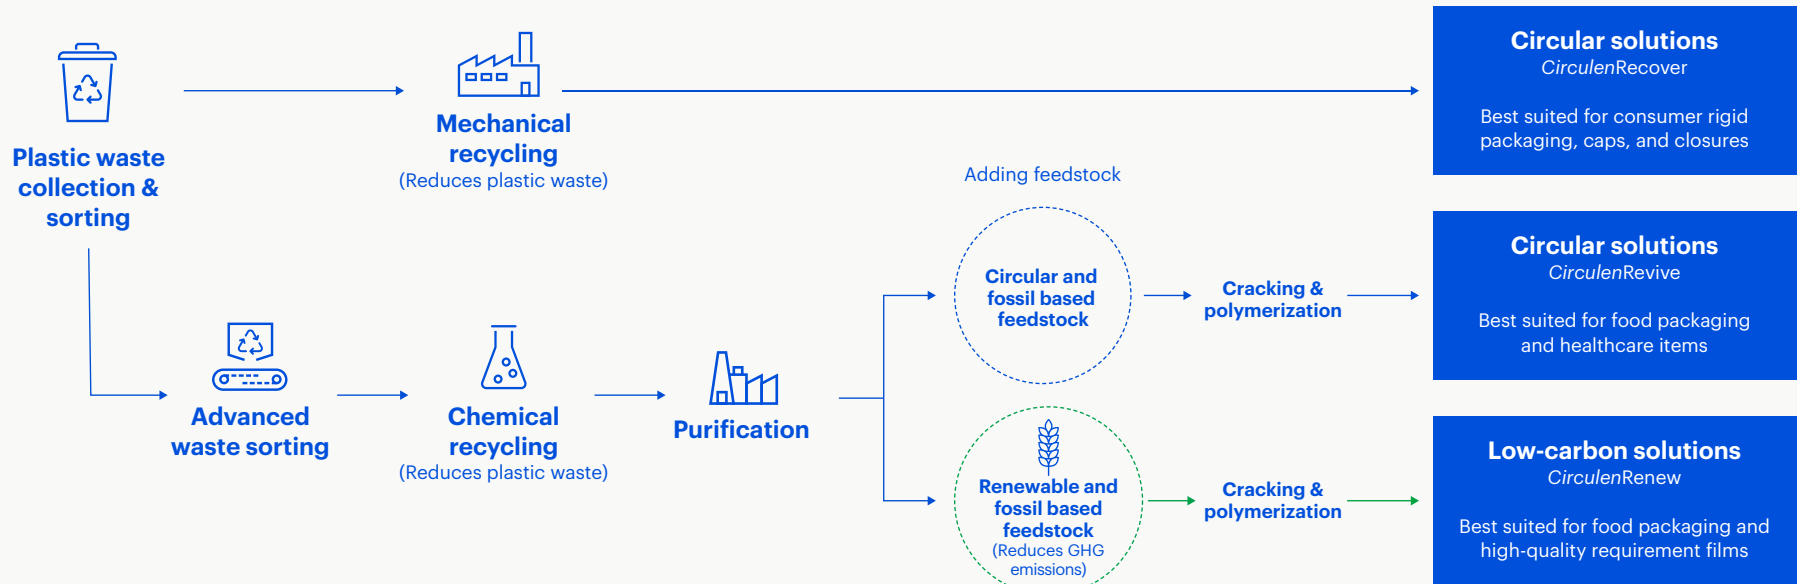 Plastic waste
collection &
sorting
Mechanical
recycling
(Reduces plastic waste)
Circular solutions
CirculenRecover
Best suited for consumer rigid
packaging, caps, and closures
Advanced
waste sorting
Chemical
recycling
(Reduces plastic waste)
Purification
Adding feedstock
Circular and
fossil based
feedstock
Cracking &
polymerization
Circular solutions
CirculenRevive
Best suited for food packaging
and healthcare items
Renewable and
fossil based
feedstock
(Reduces GHG
emissions)
Cracking &
polymerization
Low-carbon solutions
CirculenRenew
Best suited for food packaging and
high-quality requirement films